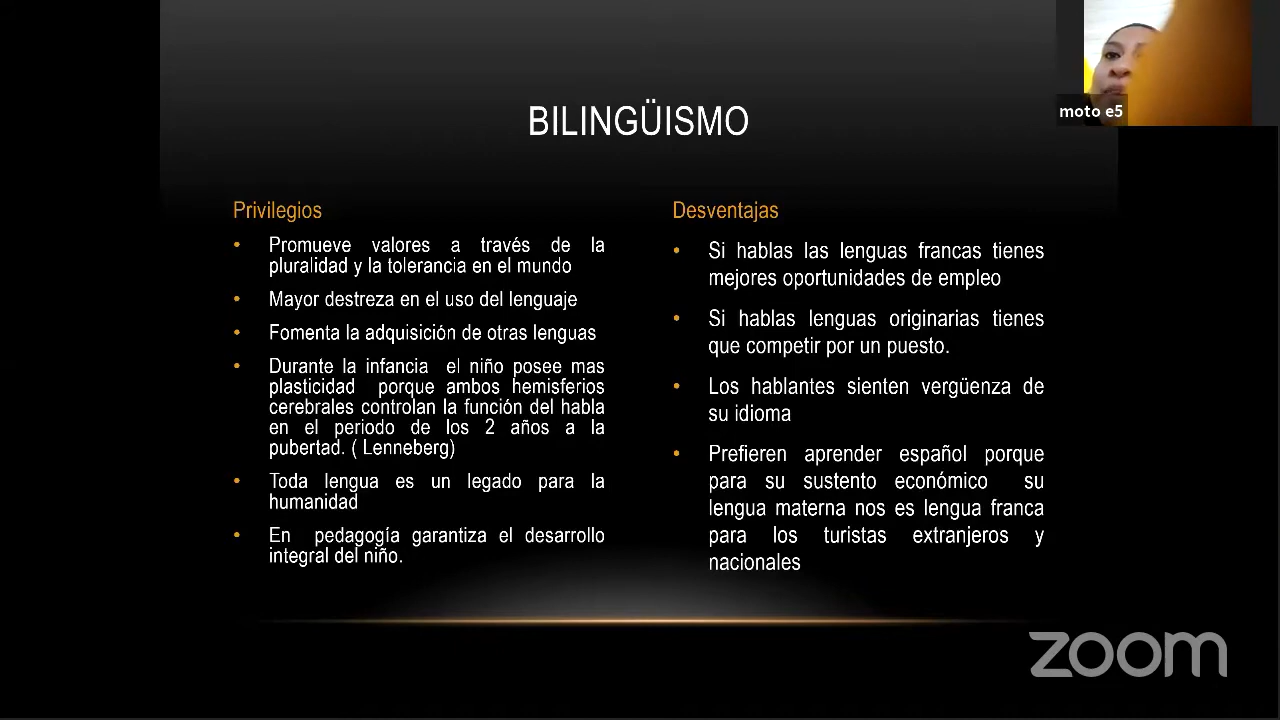 moto e5
BILINGÜISMO
Privilegios
• Promueve valores a través de la
pluralidad y la tolerancia en el mundo
• Mayor destreza en el uso del lenguaje
• Fomenta la adquisición de otras lenguas
• Durante la infancia el niño posee mas
plasticidad porque ambos hemisferios
cerebrales controlan la función del habla
en el periodo de los 2 años a la
pubertad. ( Lenneberg)
• Toda lengua es un legado para la
humanidad
• En pedagogía garantiza el desarrollo
integral del niño.
Desventajas
• Si hablas las lenguas francas tienes
mejores oportunidades de empleo
• Si hablas lenguas originarias tienes
que competir por un puesto.
• Los hablantes sienten vergüenza de
su idioma
• Prefieren aprender español porque
para su sustento económico su
lengua materna nos es lengua franca
para los turistas extranjeros y
nacionales
zoom